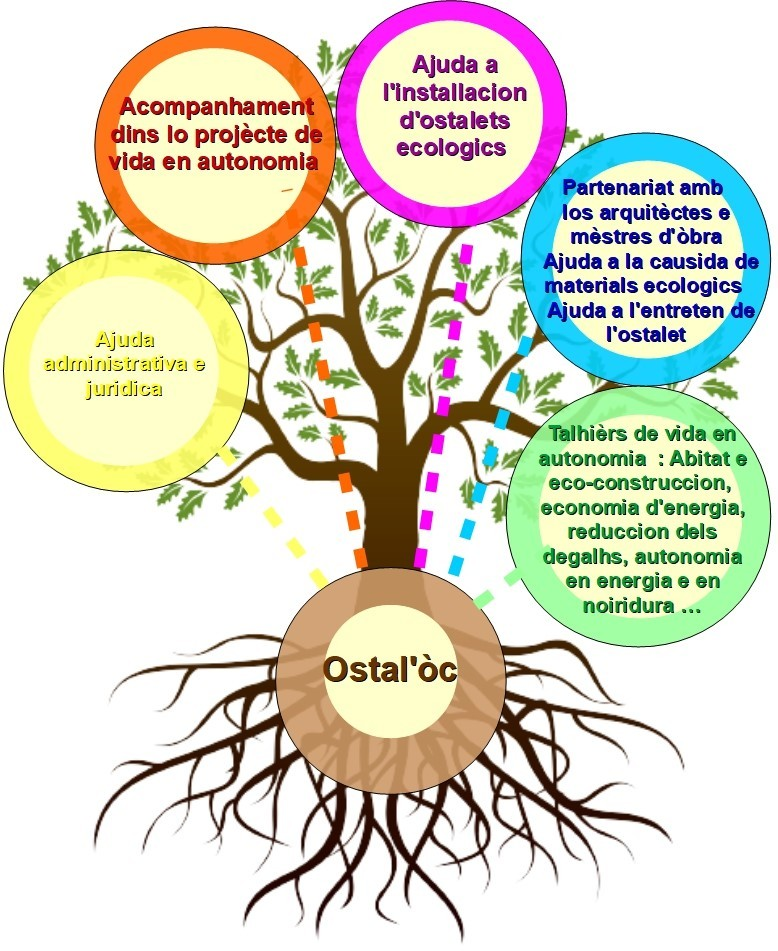 Acompanhament
dins lo projècte de
vida en autonomia
Ajuda a
l'installacion
d'ostalets
ecologics
Partenariat amb
los arquitèctes e
mèstres d'òbra
Ajuda a la causida de
materials ecologics
Ajuda a l'entreten de
l'ostalet
Ajuda
administrativa e
juridica
Talhièrs de vida en
autonomia : Abitat e
eco-construccion,
economia d'energia,
reduccion dels
degalhs, autonomia
en energia e en
noiridura ...
Ostal'òc